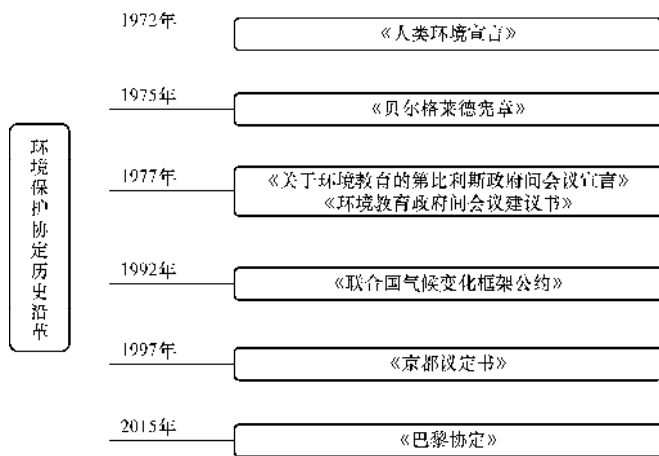 环境保护协定历史沿革
1972年
《人类环境宣言》
1975年
《贝尔格莱德宪章》
1977年
《关于环境教育的第比利斯政府间会议宣言》
《环境教育政府间会议建议书》
1992年
《联合国气候变化框架公约》
1997年
《京都议定书》
2015年
《巴黎协定》